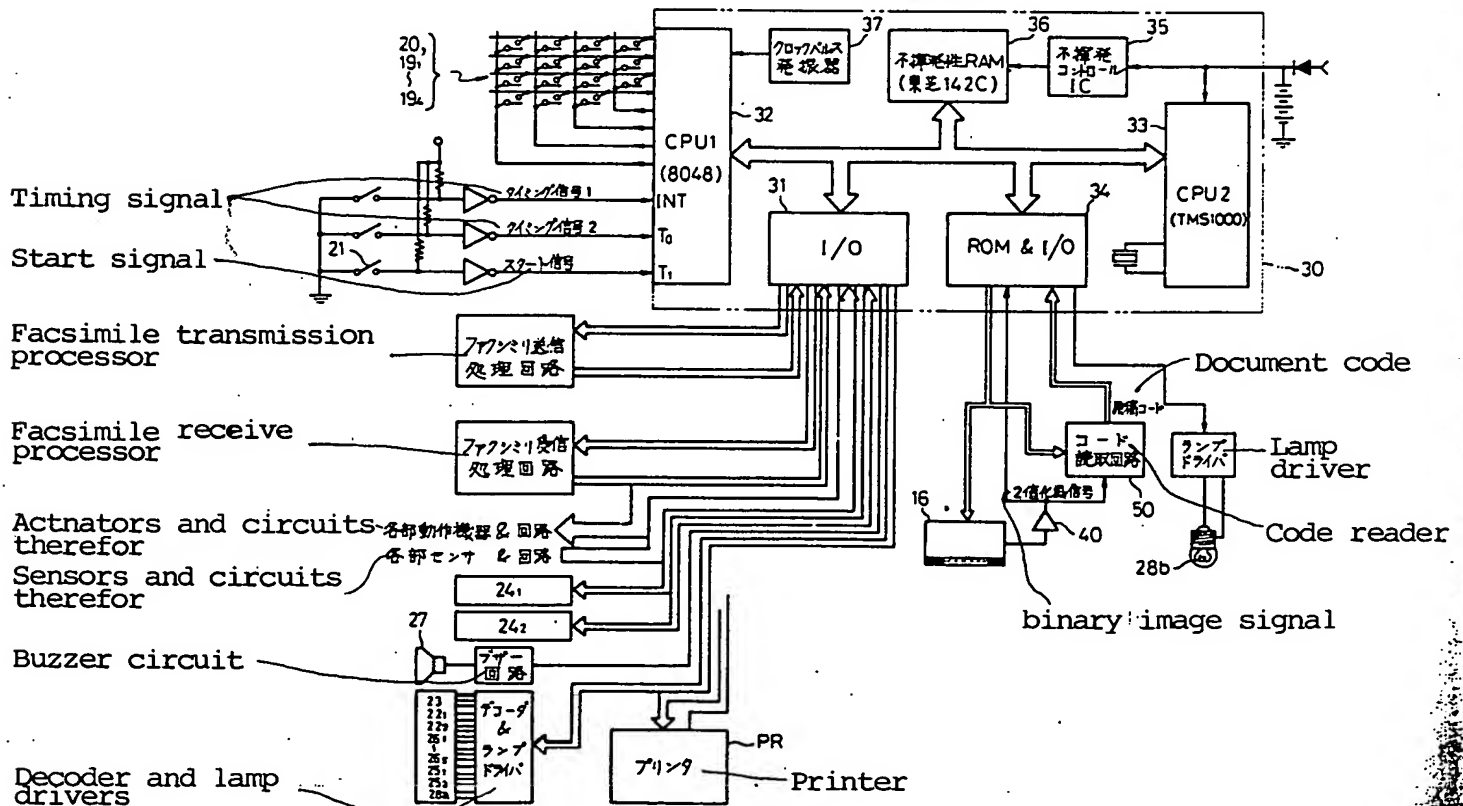 20,
19₁
~
19₄
クロックパルス
発振器
37
36
不揮発性RAM
(東芝142C)
35
不揮発
コントロール
IC
32
CPU1
(8048)
INT
T₀
T₁
33
CPU2
(TMS1000)
Timing signal
タイミング信号1
タイミング信号2
21
スタート信号
Start signal
31
I/O
34
ROM & I/O
30
Facsimile transmission
processor
ファクシミリ送信
処理回路
Document code
原稿コード
Facsimile receive
processor
ファクシミリ受信
処理回路
コード
読取回路
50
ランプ
ドライバ
Lamp
driver
2値化画信号
16
40
28b
Code reader
binary image signal
Actnators and circuits
therefor
各部動作機器 & 回路
各部センサ & 回路
Sensors and circuits
therefor
24₁
24₂
27
Buzzer circuit
ブザー
回路
23
22₁
デコーダ
&
ランプ
ドライバ
PR
プリンタ
Printer
Decoder and lamp
drivers